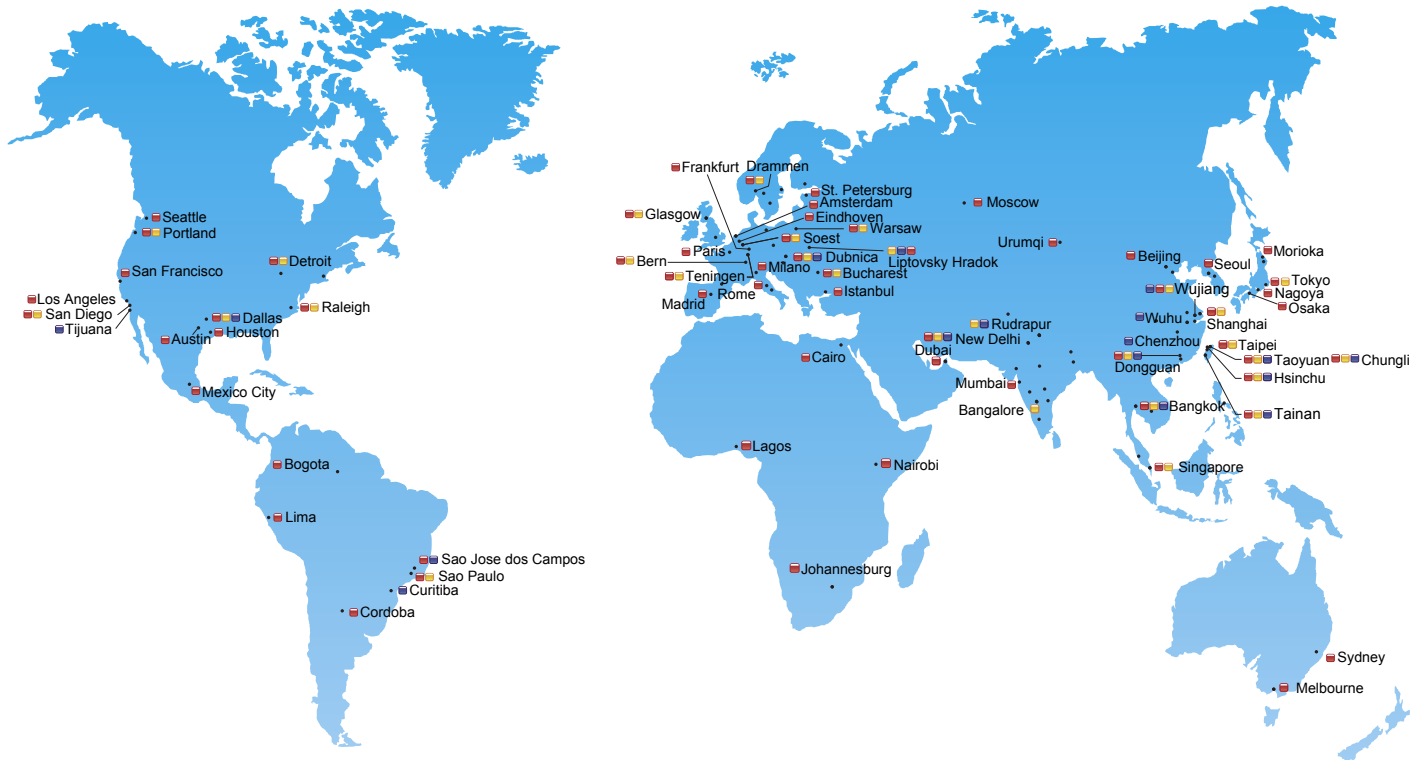 Seattle
Portland
San Francisco
Detroit
Los Angeles
San Diego
Tijuana
Raleigh
Dallas
Austin
Houston
Mexico City
Bogota
Lima
Sao Jose dos Campos
Sao Paulo
Curitiba
Cordoba
Frankfurt
Drammen
St. Petersburg
Amsterdam
Eindhoven
Glasgow
Warsaw
Soest
Paris
Bern
Dubnica
Liptovsky Hradok
Milano
Teningen
Bucharest
Rome
Madrid
Istanbul
Moscow
Urumqi
Beijing
Seoul
Morioka
Tokyo
Nagoya
Osaka
Wujiang
Wuhu
Shanghai
Rudrapur
New Delhi
Dubai
Chenzhou
Taipei
Dongguan
Taoyuan
Chungli
Hsinchu
Cairo
Mumbai
Bangalore
Bangkok
Tainan
Lagos
Nairobi
Singapore
Johannesburg
Sydney
Melbourne